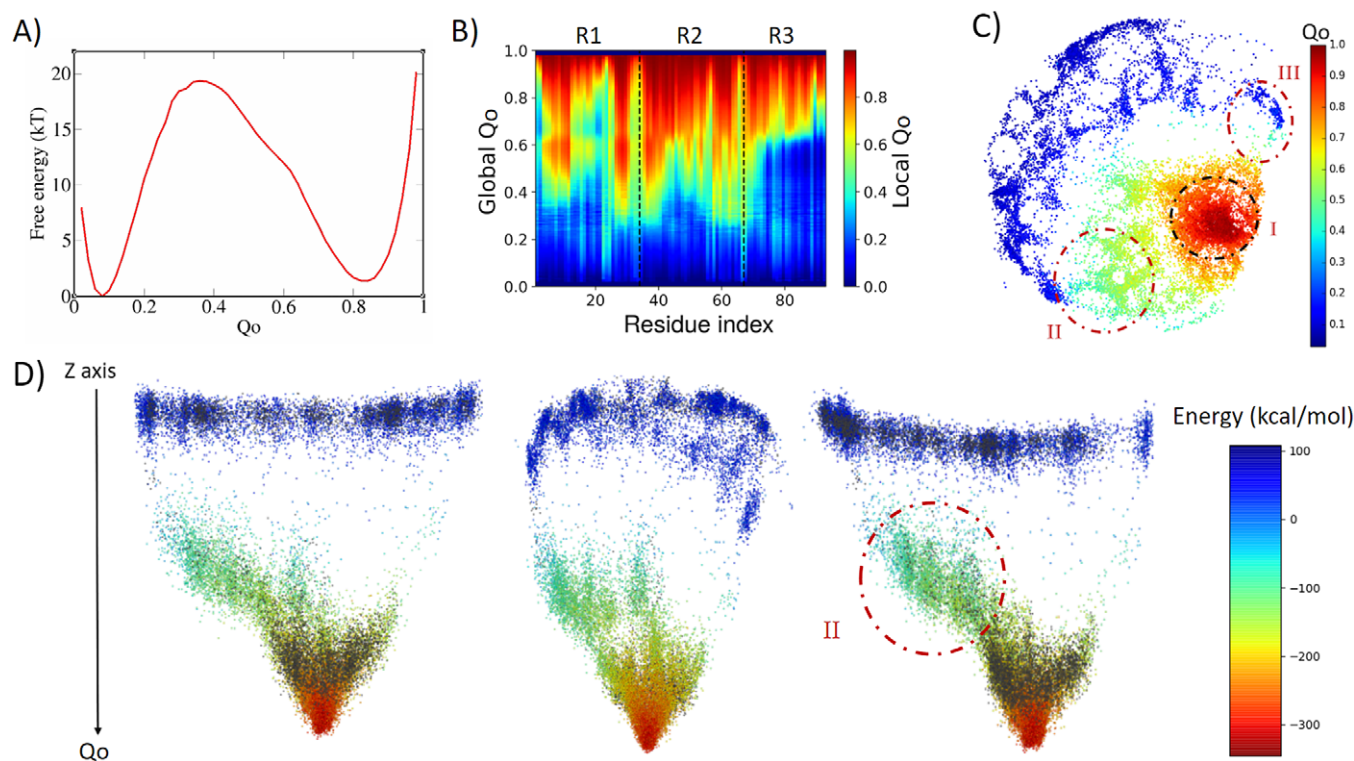 A)
Free energy (kT)
20
15
10
5
0
0
0.2
0.4
0.6
0.8
1
Qo
B)
R1 R2 R3
Global Qo
1.0
0.8
0.6
0.4
0.2
0.0
20
40
60
80
Residue index
0.8
0.6
0.4
0.2
0.0
Local Qo
C)
Qo
1.0
0.9
0.8
0.7
0.6
0.5
0.4
0.3
0.2
0.1
III
I
II
D)
Z axis
Qo
II
Energy (kcal/mol)
100
0
−100
−200
−300